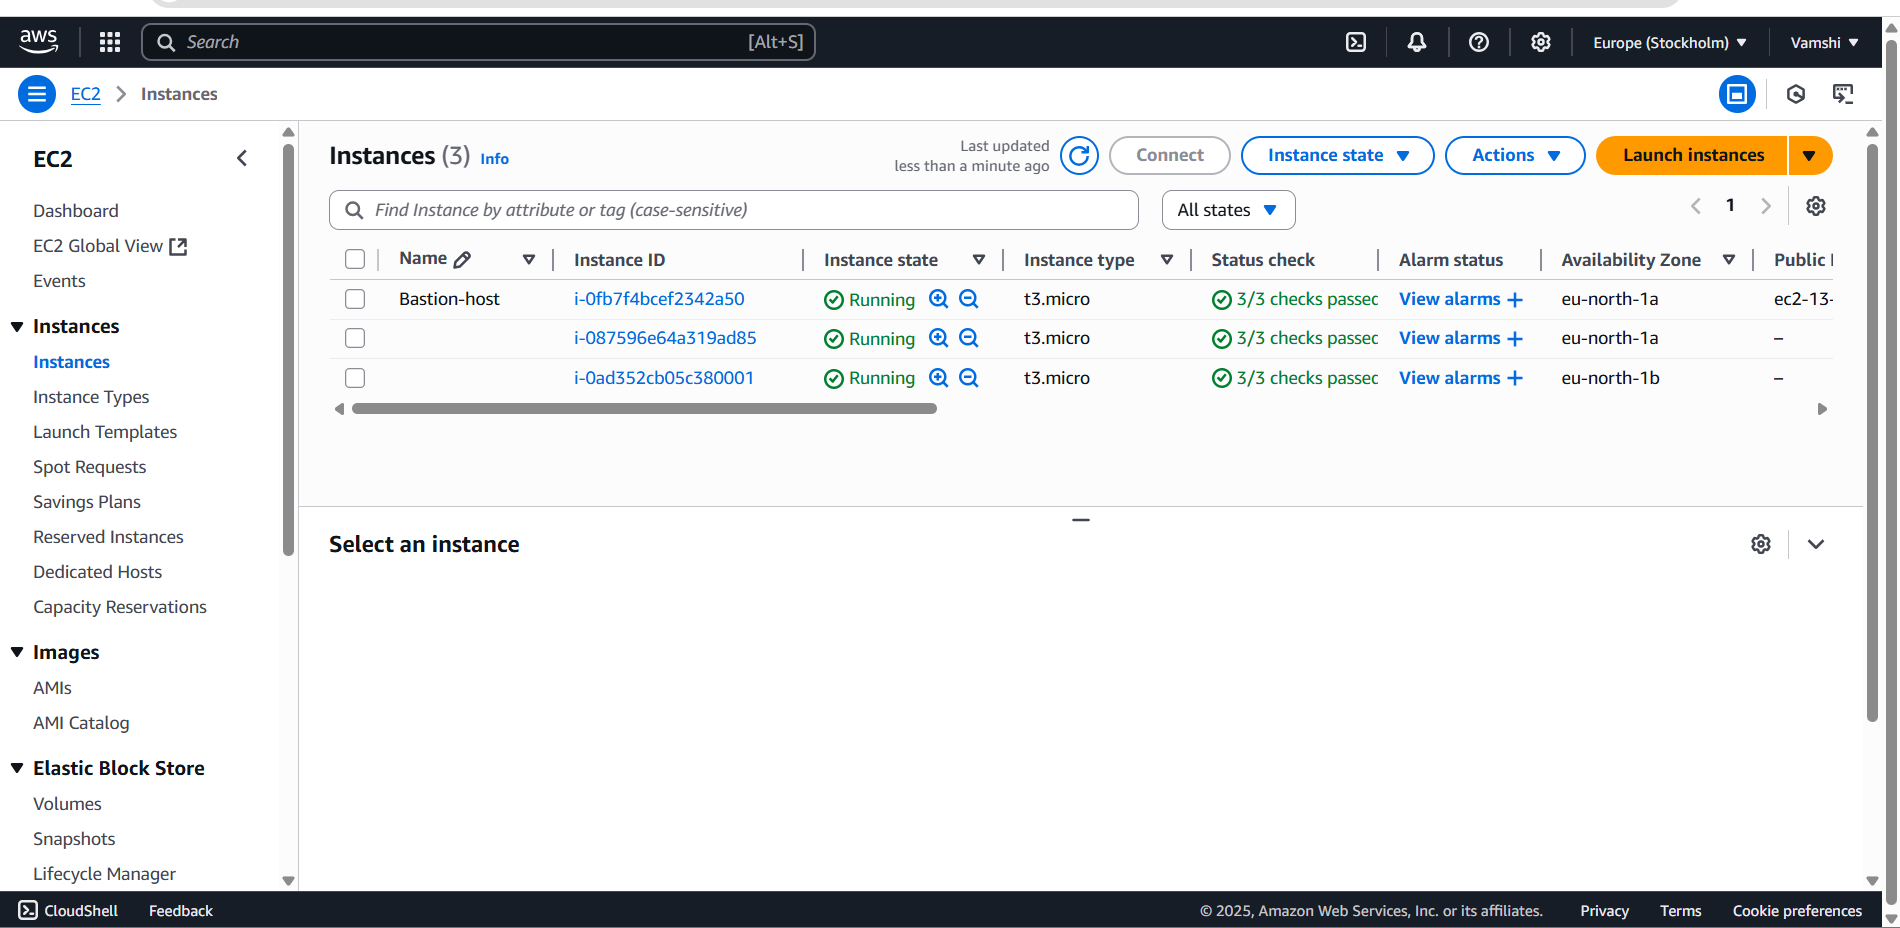 aws
Search [Alt+S]
Europe (Stockholm)
Vamshi
EC2 > Instances
EC2
Dashboard
EC2 Global View
Events
Instances
Instances
Instance Types
Launch Templates
Spot Requests
Savings Plans
Reserved Instances
Dedicated Hosts
Capacity Reservations
Images
AMIs
AMI Catalog
Elastic Block Store
Volumes
Snapshots
Lifecycle Manager
Instances (3) Info
Last updated
less than a minute ago
Connect
Instance state
Actions
Launch instances
Find Instance by attribute or tag (case-sensitive)
All states
1
Name Instance ID Instance state Instance type Status check Alarm status Availability Zone Public
Bastion-host i-0fb7f4bcef2342a50 Running t3.micro 3/3 checks passed View alarms + eu-north-1a ec2-13-
i-087596e64a319ad85 Running t3.micro 3/3 checks passed View alarms + eu-north-1a –
i-0ad352cb05c380001 Running t3.micro 3/3 checks passed View alarms + eu-north-1b –
Select an instance
CloudShell Feedback
© 2025, Amazon Web Services, Inc. or its affiliates. Privacy Terms Cookie preferences